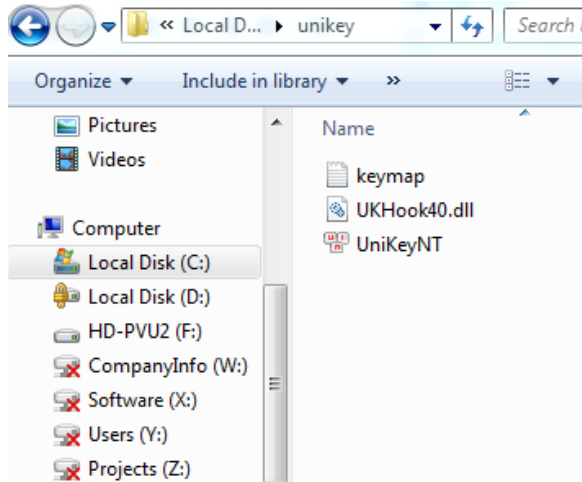 « Local D... unikey Search
Organize Include in library »
Pictures
Videos
Computer
Local Disk (C:)
Local Disk (D:)
HD-PVU2 (F:)
CompanyInfo (W:)
Software (X:)
Users (Y:)
Projects (Z:)
Name
keymap
UKHook40.dll
UniKeyNT